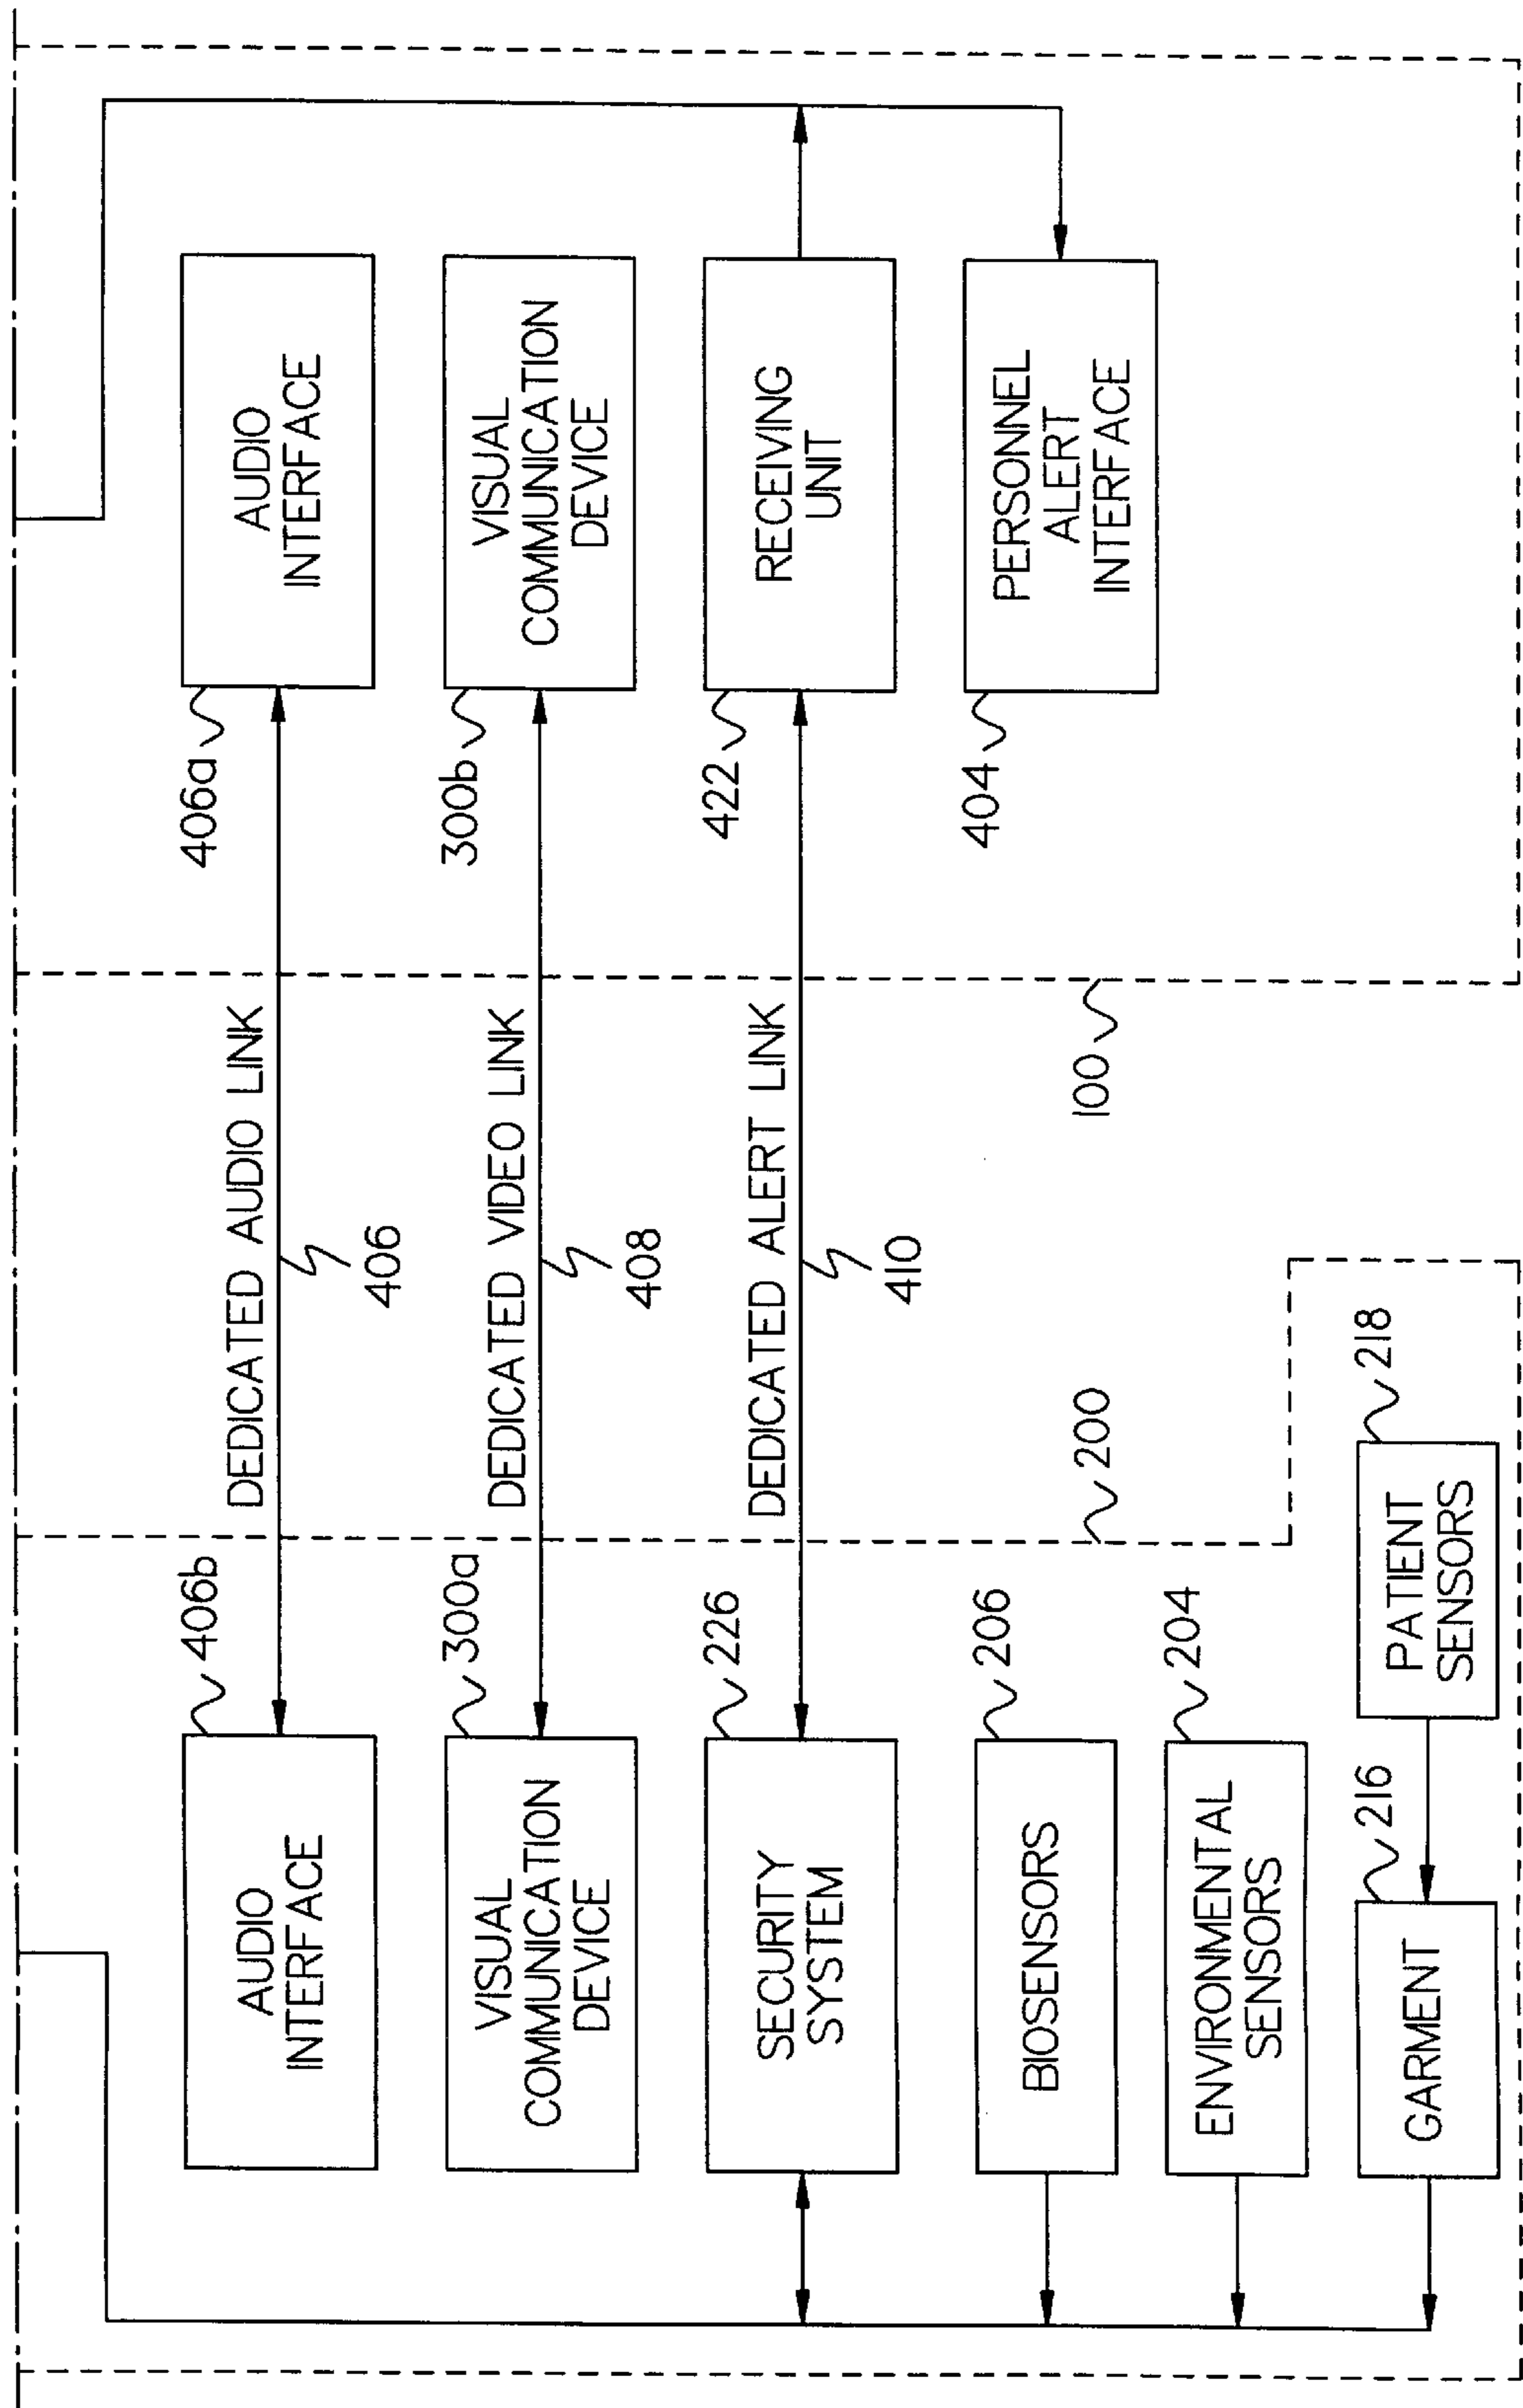 406b
AUDIO
INTERFACE
DEDICATED AUDIO LINK
406
406a
AUDIO
INTERFACE
300a
VISUAL
COMMUNICATION
DEVICE
DEDICATED VIDEO LINK
408
300b
VISUAL
COMMUNICATION
DEVICE
226
SECURITY
SYSTEM
DEDICATED ALERT LINK
410
422
RECEIVING
UNIT
206
BIOSENSORS
404
PERSONNEL
ALERT
INTERFACE
200
100
204
ENVIRONMENTAL
SENSORS
216
GARMENT
218
PATIENT
SENSORS